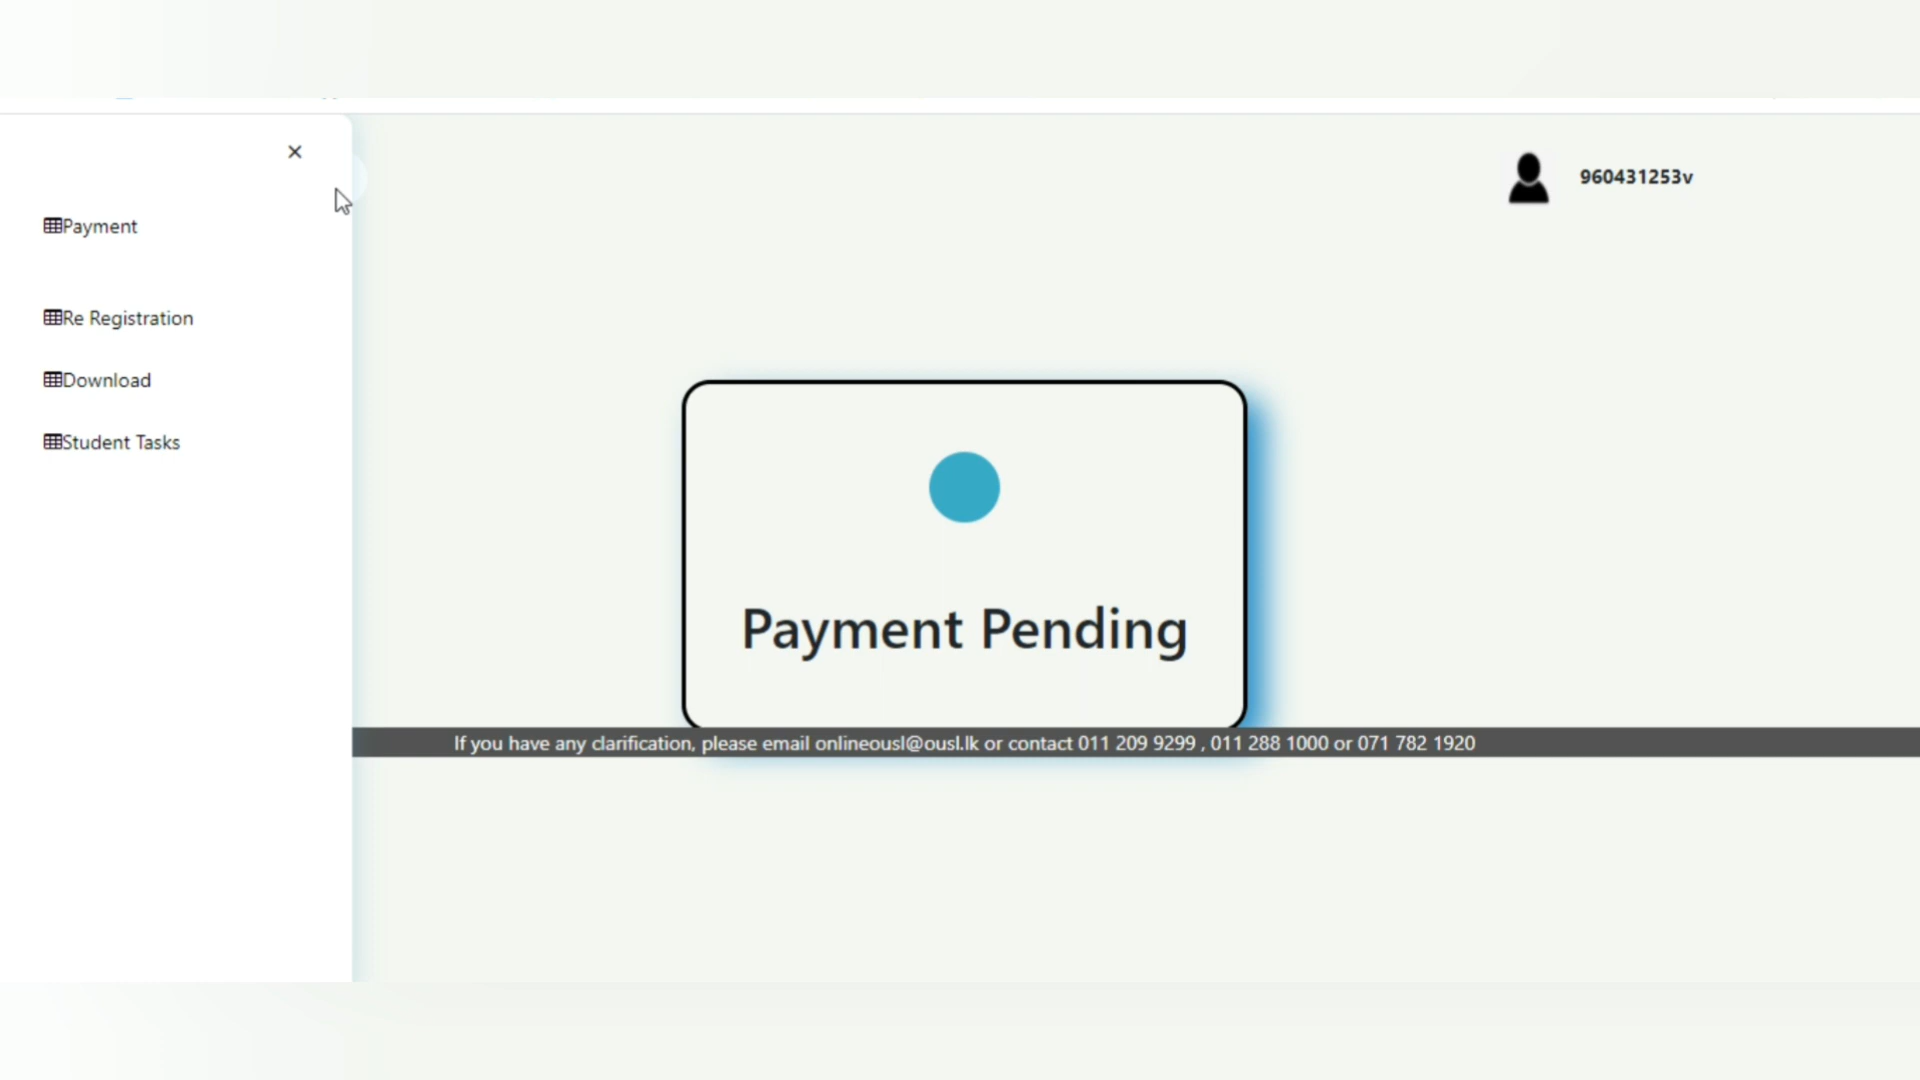 ×
Payment
Re Registration
Download
Student Tasks
960431253v
Payment Pending
If you have any clarification, please email onlineousl@ousl.lk or contact 011 209 9299 , 011 288 1000 or 071 782 1920